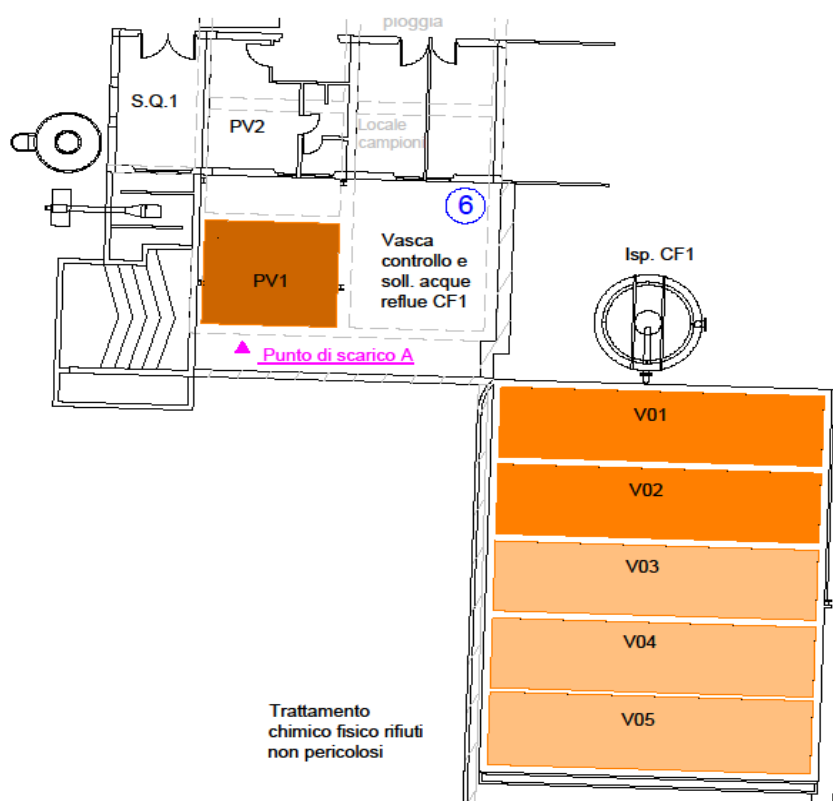 pioggia
S.Q.1
PV2
Locale
campioni
6
Vasca
controllo e
soll. acque
reflue CF1
Isp. CF1
PV1
Punto di scarico A
V01
V02
V03
V04
V05
Trattamento
chimico fisico rifiuti
non pericolosi